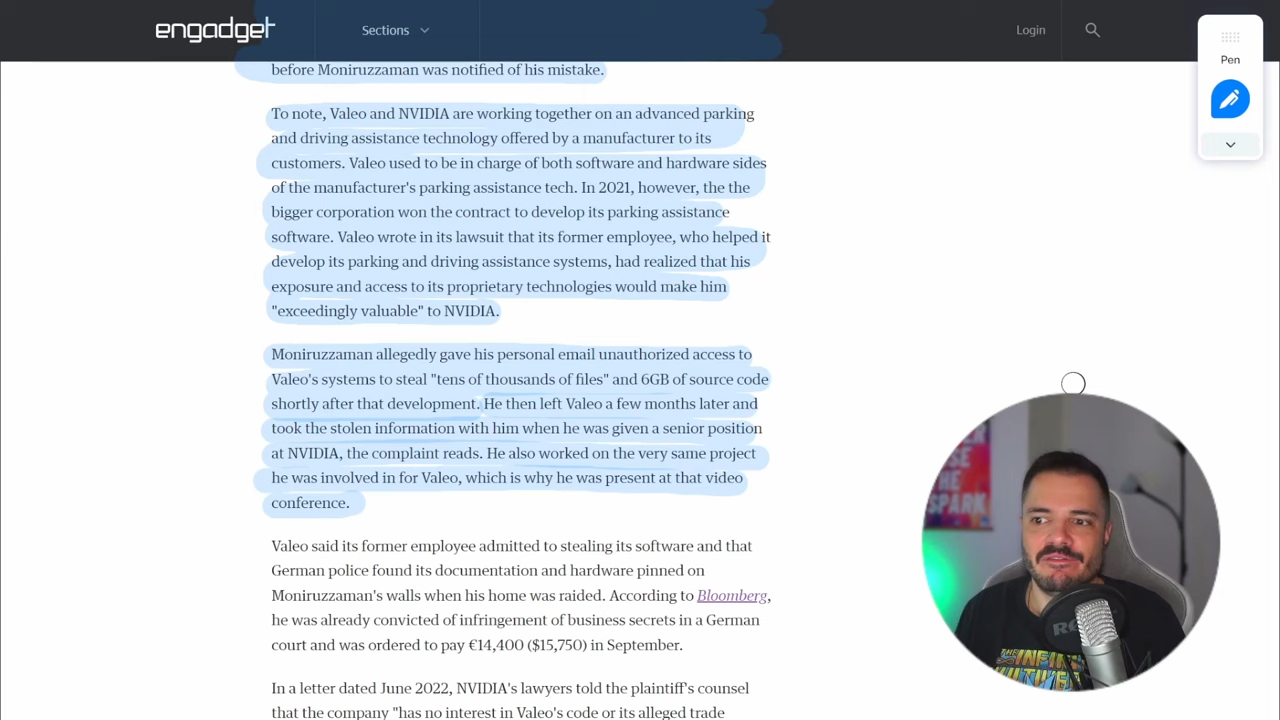 engadget
Sections
Login
Pen
before Moniruzzaman was notified of his mistake.
To note, Valeo and NVIDIA are working together on an advanced parking
and driving assistance technology offered by a manufacturer to its
customers. Valeo used to be in charge of both software and hardware sides
of the manufacturer's parking assistance tech. In 2021, however, the the
bigger corporation won the contract to develop its parking assistance
software. Valeo wrote in its lawsuit that its former employee, who helped it
develop its parking and driving assistance systems, had realized that his
exposure and access to its proprietary technologies would make him
"exceedingly valuable" to NVIDIA.
Moniruzzaman allegedly gave his personal email unauthorized access to
Valeo's systems to steal "tens of thousands of files" and 6GB of source code
shortly after that development. He then left Valeo a few months later and
took the stolen information with him when he was given a senior position
at NVIDIA, the complaint reads. He also worked on the very same project
he was involved in for Valeo, which is why he was present at that video
conference.
Valeo said its former employee admitted to stealing its software and that
German police found its documentation and hardware pinned on
Moniruzzaman's walls when his home was raided. According to Bloomberg,
he was already convicted of infringement of business secrets in a German
court and was ordered to pay €14,400 ($15,750) in September.
In a letter dated June 2022, NVIDIA's lawyers told the plaintiff's counsel
that the company "has no interest in Valeo's code or its alleged trade
THE
SPARK
THE